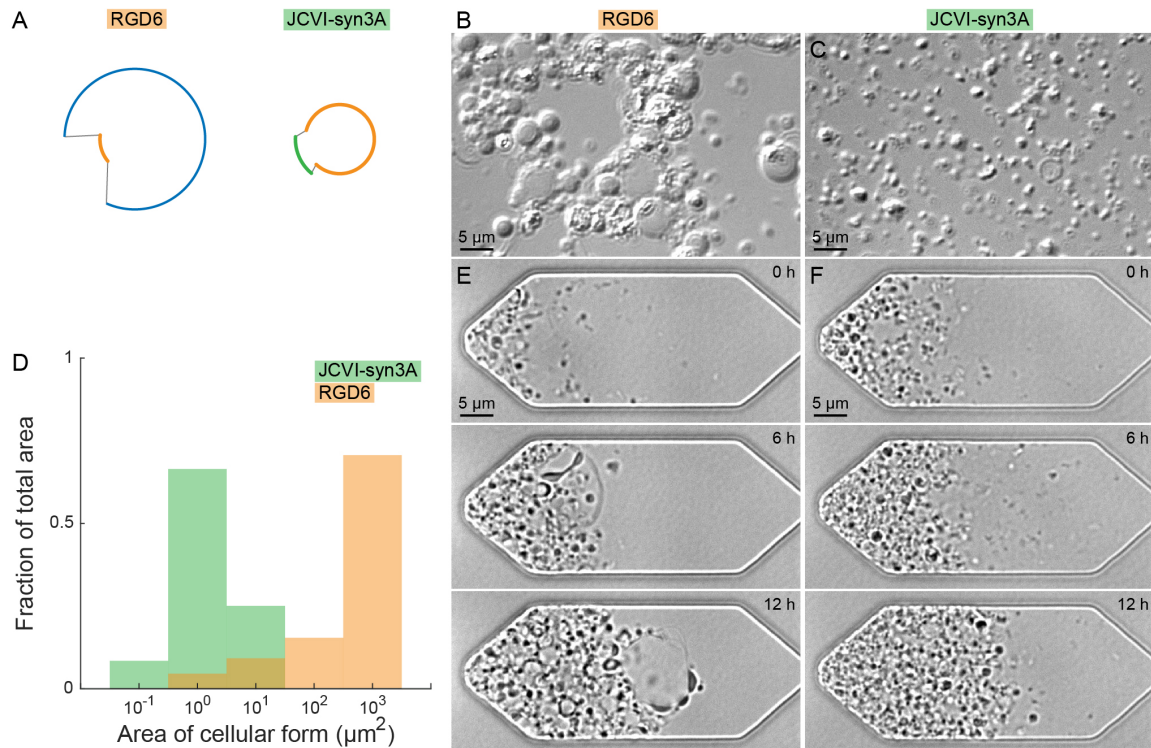 A
RGD6
JCVI-syn3A
B
RGD6
JCVI-syn3A
C
5 µm
5 µm
E
0 h
F
0 h
5 µm
5 µm
6 h
6 h
12 h
12 h
D
1
JCVI-syn3A
RGD6
Fraction of total area
0.5
0
10⁻¹ 10⁰ 10¹ 10² 10³
Area of cellular form (µm²)